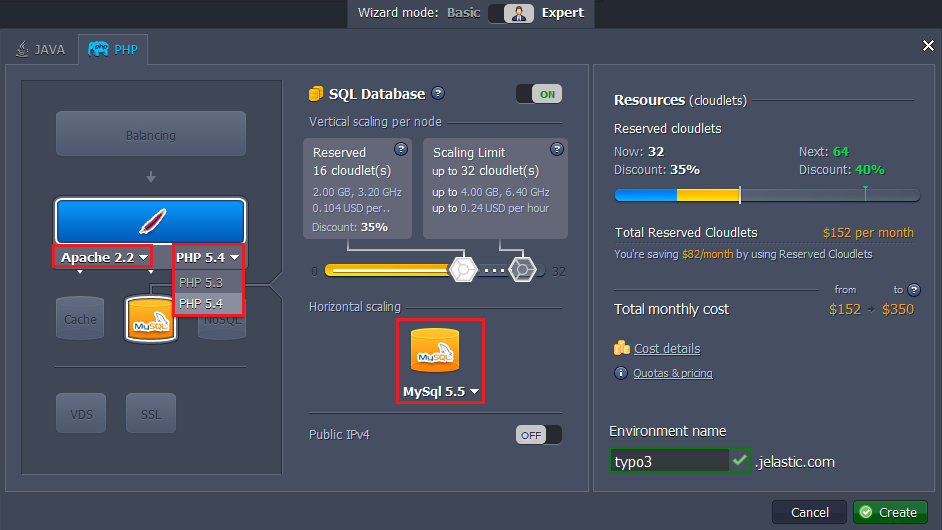 Wizard mode: Basic Expert
JAVA PHP
Balancing
Apache 2.2 PHP 5.4
PHP 5.3
PHP 5.4
Cache MySQL NoSQL
VDS SSL
SQL Database ? ON
Vertical scaling per node
Reserved ?
16 cloudlet(s)
2.00 GB, 3.20 GHz
0.104 USD per..
Discount: 35%
Scaling Limit ?
up to 32 cloudlet(s)
up to 4.00 GB, 6.40 GHz
up to 0.24 USD per hour
0 32
Horizontal scaling
MySQL
MySql 5.5
Public IPv4 OFF
Resources (cloudlets)
Reserved cloudlets
Now: 32 Next: 64
Discount: 35% Discount: 40%
Total Reserved Cloudlets $152 per month
You're saving $82/month by using Reserved Cloudlets
from to ?
Total monthly cost $152 - $350
Cost details
Quotas & pricing
Environment name
typo3 .jelastic.com
Cancel Create